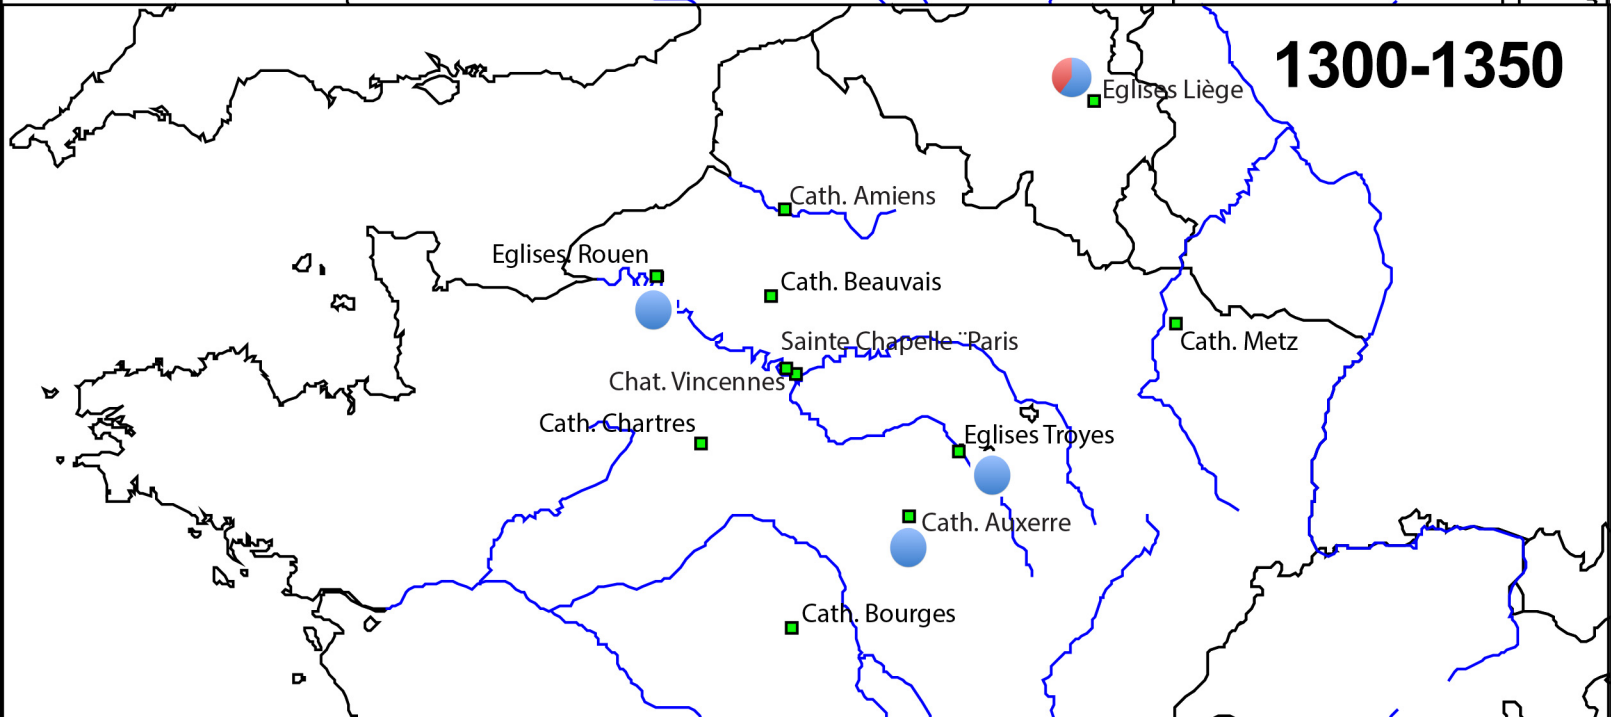 1300-1350
Eglises Liège
Cath. Amiens
Eglises Rouen
Cath. Beauvais
Sainte Chapelle ¨Paris
Cath. Metz
Chat. Vincennes
Cath. Chartres
Eglises Troyes
Cath. Auxerre
Cath. Bourges